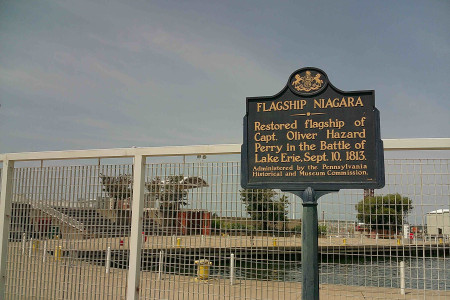 FLAGSHIP NIAGARA
Restored flagship of
Capt. Oliver Hazard
Perry in the Battle of
Lake Erie, Sept. 10, 1813.
Administered by the Pennsylvania
Historical and Museum Commission.